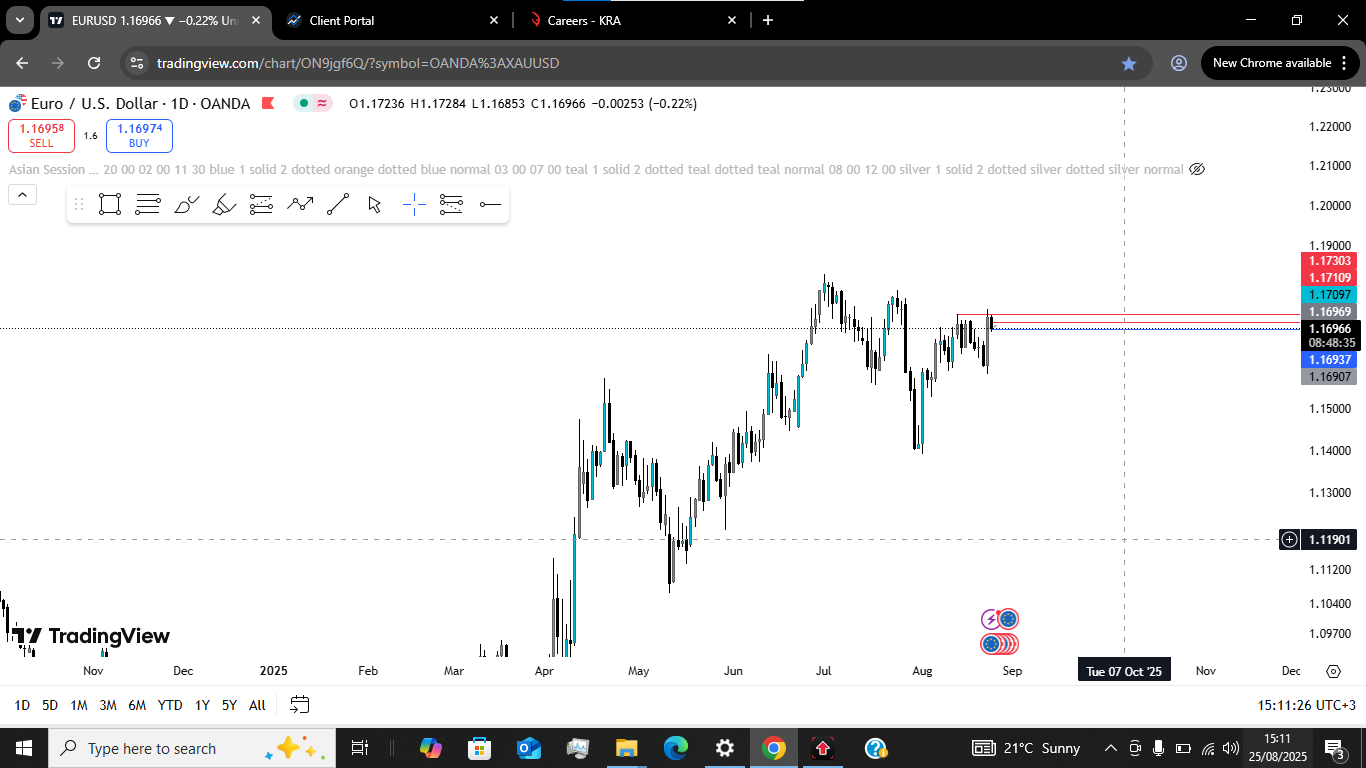 EURUSD 1.16966 ▼ −0.22% Un
Client Portal
Careers - KRA
tradingview.com/chart/ON9jgf6Q/?symbol=OANDA%3AXAUUSD
New Chrome available
Euro / U.S. Dollar · 1D · OANDA
O1.17236 H1.17284 L1.16853 C1.16966 −0.00253 (−0.22%)
1.16958
SELL
1.6
1.16974
BUY
Asian Session ... 20 00 02 00 11 30 blue 1 solid 2 dotted orange dotted blue normal 03 00 07 00 teal 1 solid 2 dotted teal dotted teal normal 08 00 12 00 silver 1 solid 2 dotted silver dotted silver normal
1.23000
1.22000
1.21000
1.20000
1.19000
1.17303
1.17109
1.17097
1.16969
1.16966
08:48:35
1.16937
1.16907
1.15000
1.14000
1.13000
1.11901
1.11200
1.10400
1.09700
TradingView
Nov Dec 2025 Feb Mar Apr May Jun Jul Aug Sep Tue 07 Oct '25 Nov Dec
1D 5D 1M 3M 6M YTD 1Y 5Y All
15:11:26 UTC+3
Type here to search
21°C Sunny
15:11
25/08/2025
3